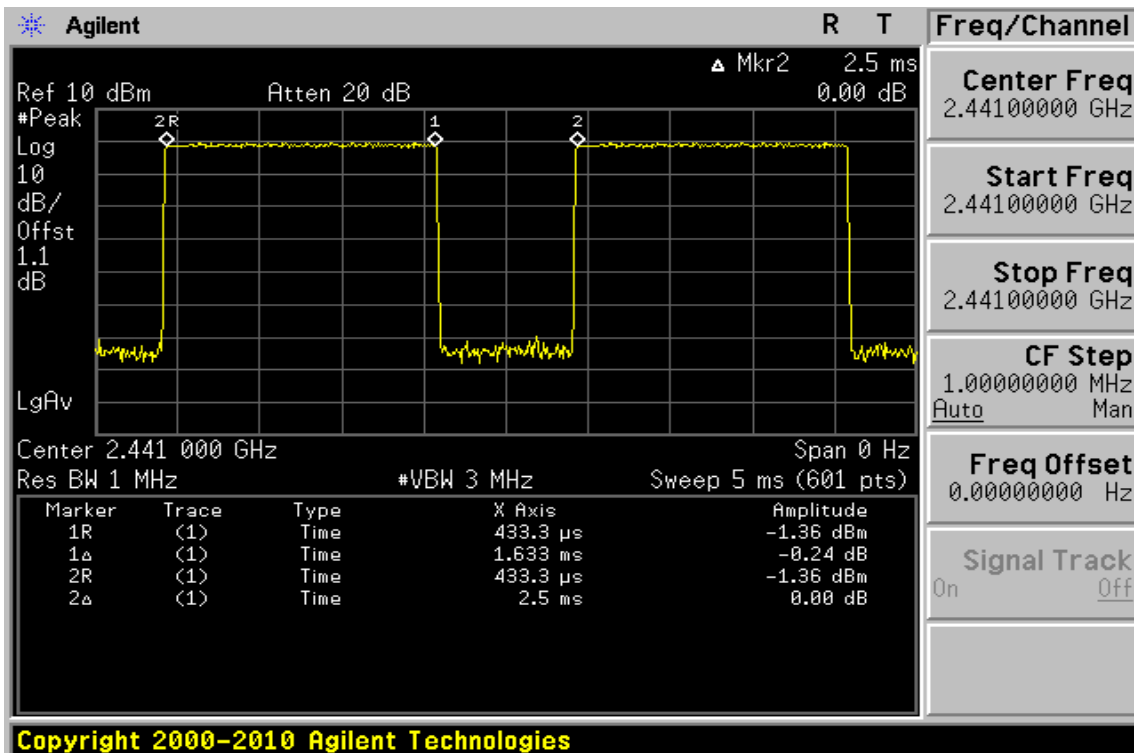 Agilent R T Freq/Channel
▵ Mkr2 2.5 ms
Ref 10 dBm Atten 20 dB 0.00 dB
#Peak
Log
10
dB/
Offst
1.1
dB
LgAv
2R 1 2
Center 2.441 000 GHz Span 0 Hz
Res BW 1 MHz #VBW 3 MHz Sweep 5 ms (601 pts)
Marker Trace Type X Axis Amplitude
1R (1) Time 433.3 µs -1.36 dBm
1▵ (1) Time 1.633 ms -0.24 dB
2R (1) Time 433.3 µs -1.36 dBm
2▵ (1) Time 2.5 ms 0.00 dB
Center Freq
2.44100000 GHz
Start Freq
2.44100000 GHz
Stop Freq
2.44100000 GHz
CF Step
1.00000000 MHz
Auto Man
Freq Offset
0.00000000 Hz
Signal Track
On Off
Copyright 2000-2010 Agilent Technologies